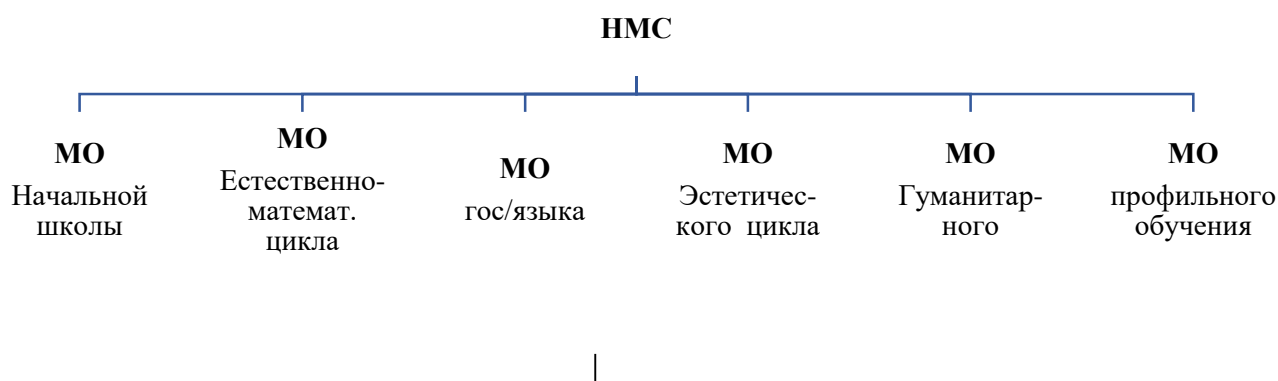 НМС
МО
Начальной
школы
МО
Естественно-
математ.
цикла
МО
гос/языка
МО
Эстетичес-
кого цикла
МО
Гуманитар-
ного
МО
профильного
обучения